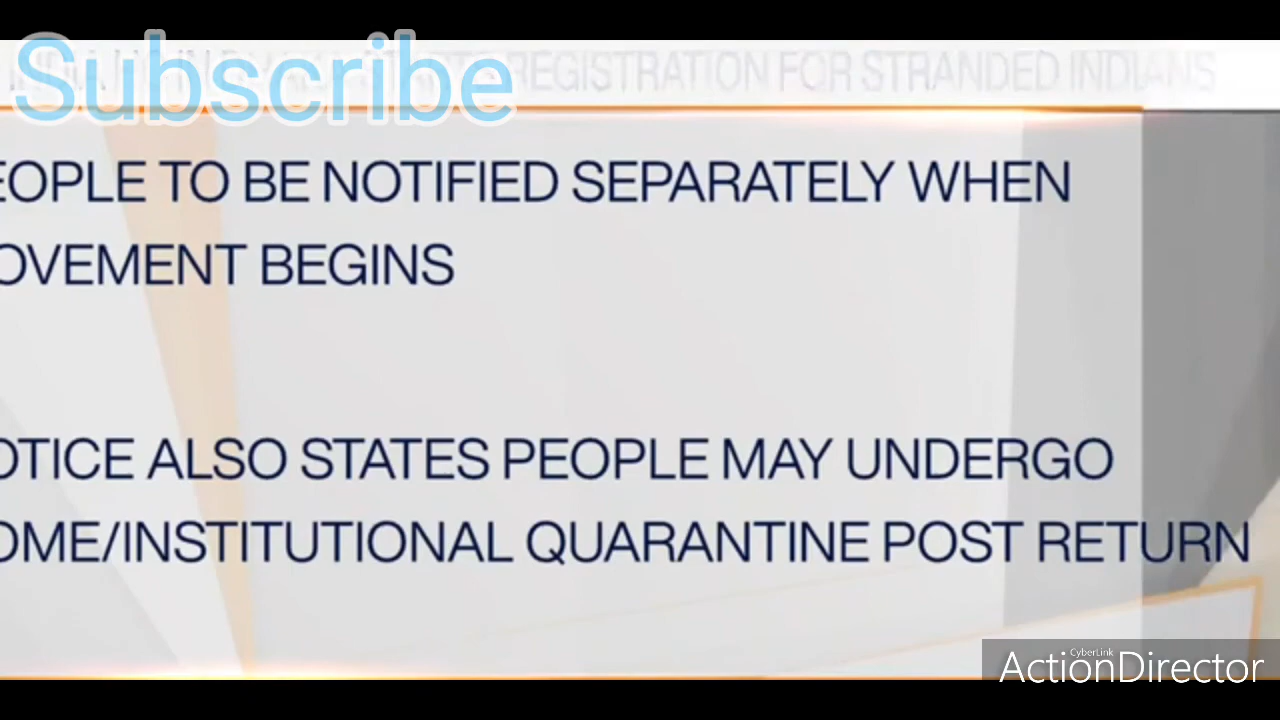 Subscribe
REGISTRATION FOR STRANDED INDIANS
EOPLE TO BE NOTIFIED SEPARATELY WHEN
OVEMENT BEGINS
OTICE ALSO STATES PEOPLE MAY UNDERGO
OME/INSTITUTIONAL QUARANTINE POST RETURN
CyberLink
ActionDirector